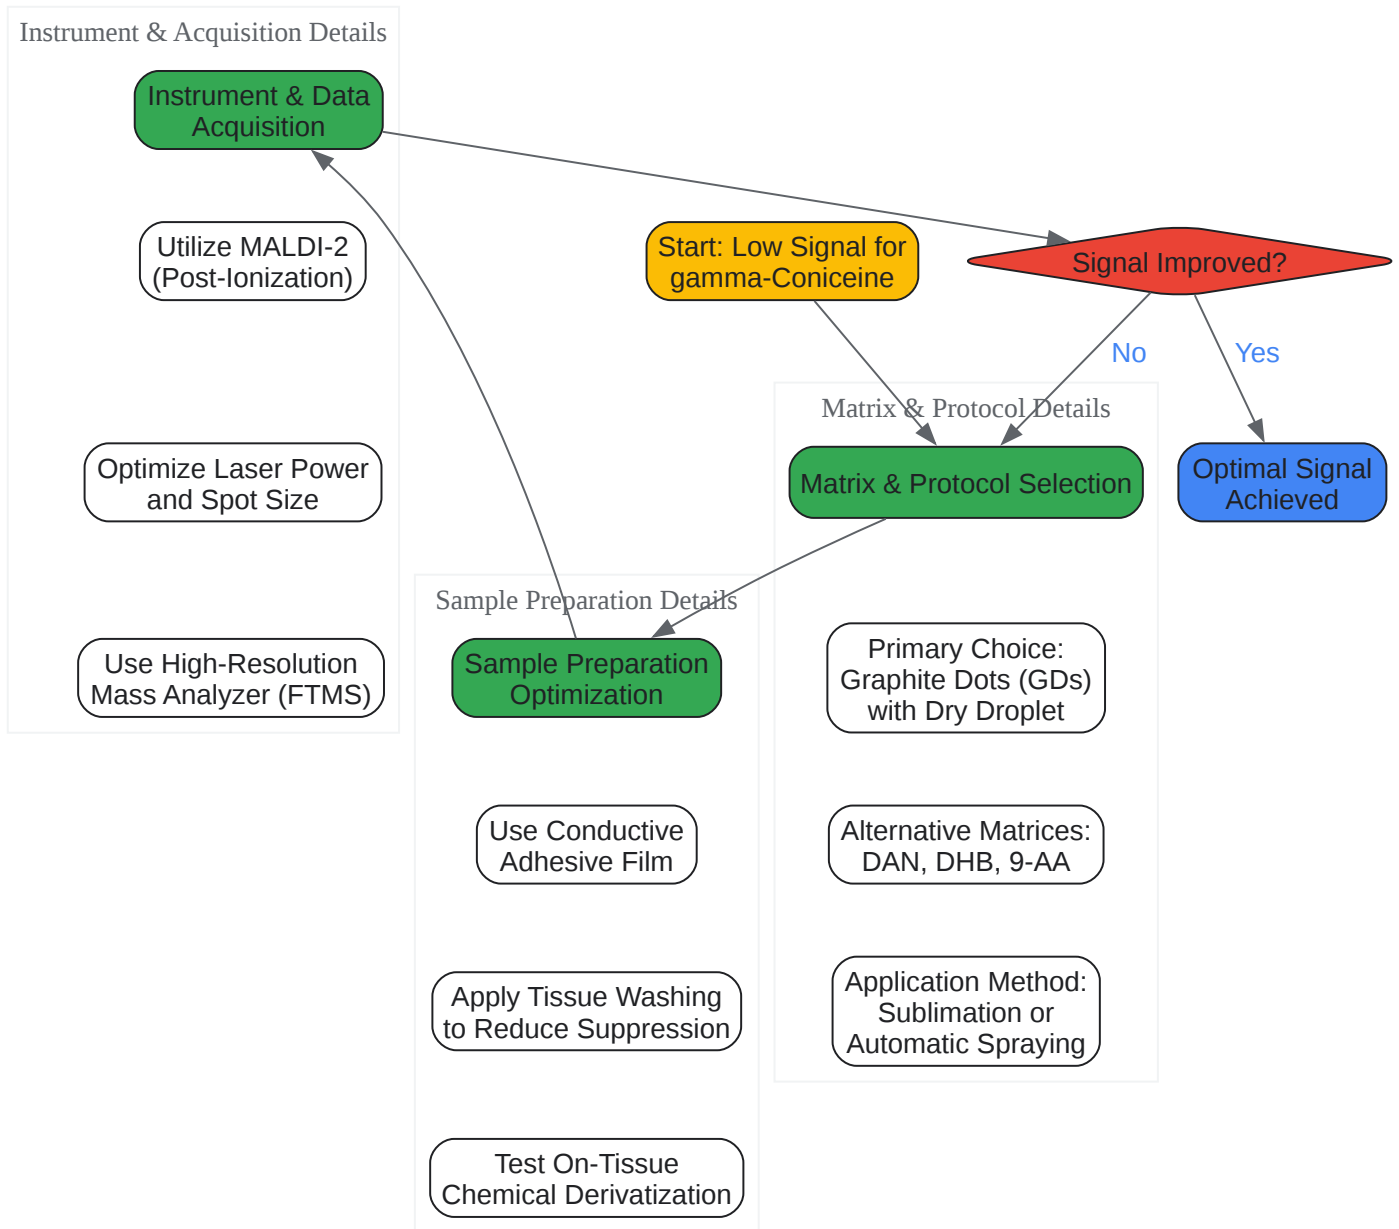 Instrument & Acquisition Details
Instrument & Data
Acquisition
Utilize MALDI-2
(Post-Ionization)
Optimize Laser Power
and Spot Size
Use High-Resolution
Mass Analyzer (FTMS)
Start: Low Signal for
gamma-Coniceine
Signal Improved?
No
Yes
Matrix & Protocol Details
Matrix & Protocol Selection
Optimal Signal
Achieved
Primary Choice:
Graphite Dots (GDs)
with Dry Droplet
Alternative Matrices:
DAN, DHB, 9-AA
Application Method:
Sublimation or
Automatic Spraying
Sample Preparation Details
Sample Preparation
Optimization
Use Conductive
Adhesive Film
Apply Tissue Washing
to Reduce Suppression
Test On-Tissue
Chemical Derivatization